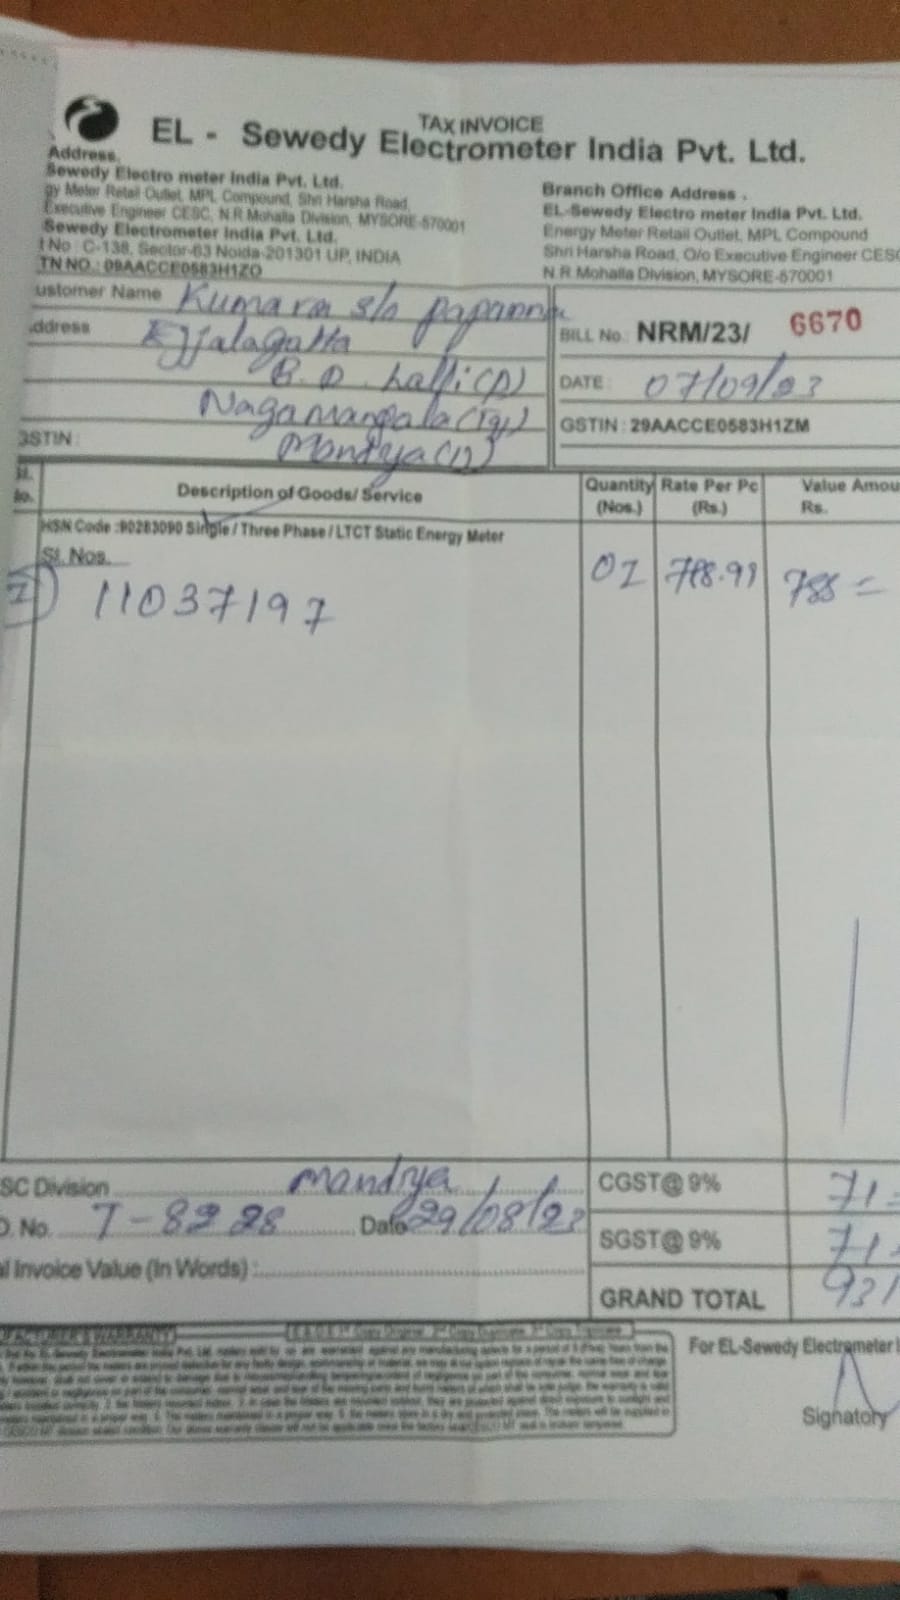 TAX INVOICE
EL - Sewedy Electrometer India Pvt. Ltd.
Address.
Sewedy Electro meter India Pvt. Ltd.
gy Meter Retail Outlet, MPL Compound, Shri Harsha Road,
Executive Engineer CESC, N.R Mohalla Division, MYSORE-570001
Sewedy Electrometer India Pvt. Ltd.
t No : C-138, Sector-63 Noida-201301 UP, INDIA
TN NO. : 09AACCE0583H1ZO
Branch Office Address .
EL-Sewedy Electro meter India Pvt. Ltd.
Energy Meter Retail Outlet, MPL Compound
Shri Harsha Road, O/o Executive Engineer CESC
N.R Mohalla Division, MYSORE-570001
ustomer Name Kumara s/o papanna
ddress
B.D. halli (P)
Nagamangala (Tq)
Mandya (D)
GSTIN :
BILL No. NRM/23/ 6670
DATE : 07/09/23
GSTIN : 29AACCE0583H1ZM
Description of Goods/ Service
Quantity (Nos.)
Rate Per Pc (Rs.)
Value Amou Rs.
HSN Code :90283090 Single / Three Phase / LTCT Static Energy Meter
Sl. Nos.
1) 11037197 01 788.99 788=
SC Division Mandya
D. No. T-8228 Date 29/08/23
al Invoice Value (In Words) :
CGST@ 9% 71=
SGST@ 9% 71=
GRAND TOTAL 931
For EL-Sewedy Electrometer I
Signatory